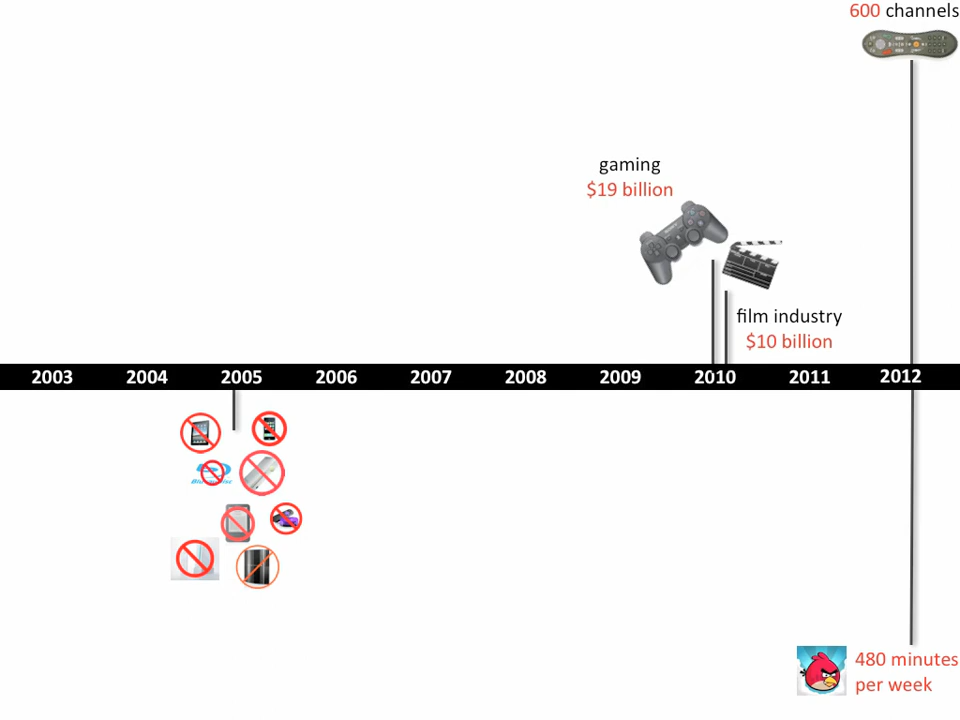 600 channels
gaming
$19 billion
film industry
$10 billion
2003 2004 2005 2006 2007 2008 2009 2010 2011 2012
480 minutes
per week